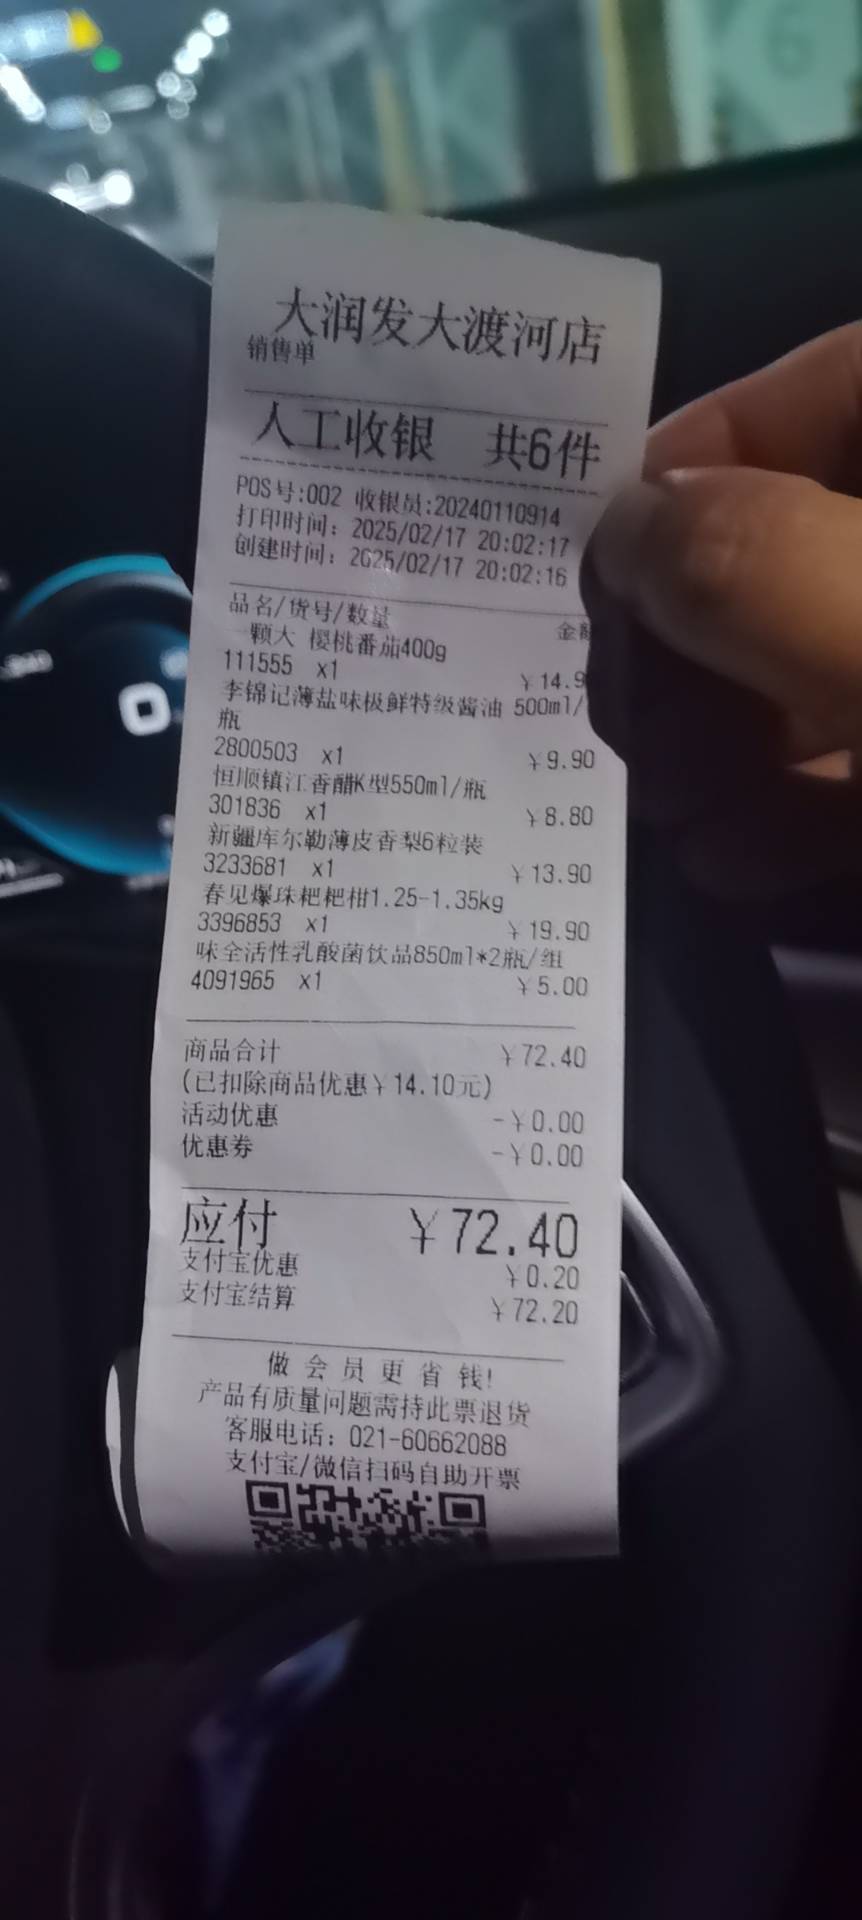 大润发大渡河店
销售单
人工收银 共6件
POS号:002 收银员:20240110914
打印时间: 2025/02/17 20:02:17
创建时间: 2025/02/17 20:02:16
品名/货号/数量 金额
一颗大 樱桃番茄400g
111555 x1 ￥14.9
李锦记薄盐味极鲜特级酱油 500ml/
瓶
2800503 x1 ￥9.90
恒顺镇江香醋K型550ml/瓶
301836 x1 ￥8.80
新疆库尔勒薄皮香梨6粒装
3233681 x1 ￥13.90
春见爆珠粑粑柑1.25-1.35kg
3396853 x1 ￥19.90
味全活性乳酸菌饮品850ml*2瓶/组
4091965 x1 ￥5.00
商品合计 ￥72.40
(已扣除商品优惠￥14.10元)
活动优惠 -￥0.00
优惠券 -￥0.00
应付 ￥72.40
支付宝优惠 ￥0.20
支付宝结算 ￥72.20
做会员更省钱!
产品有质量问题需持此票退货
客服电话: 021-60662088
支付宝/微信扫码自助开票